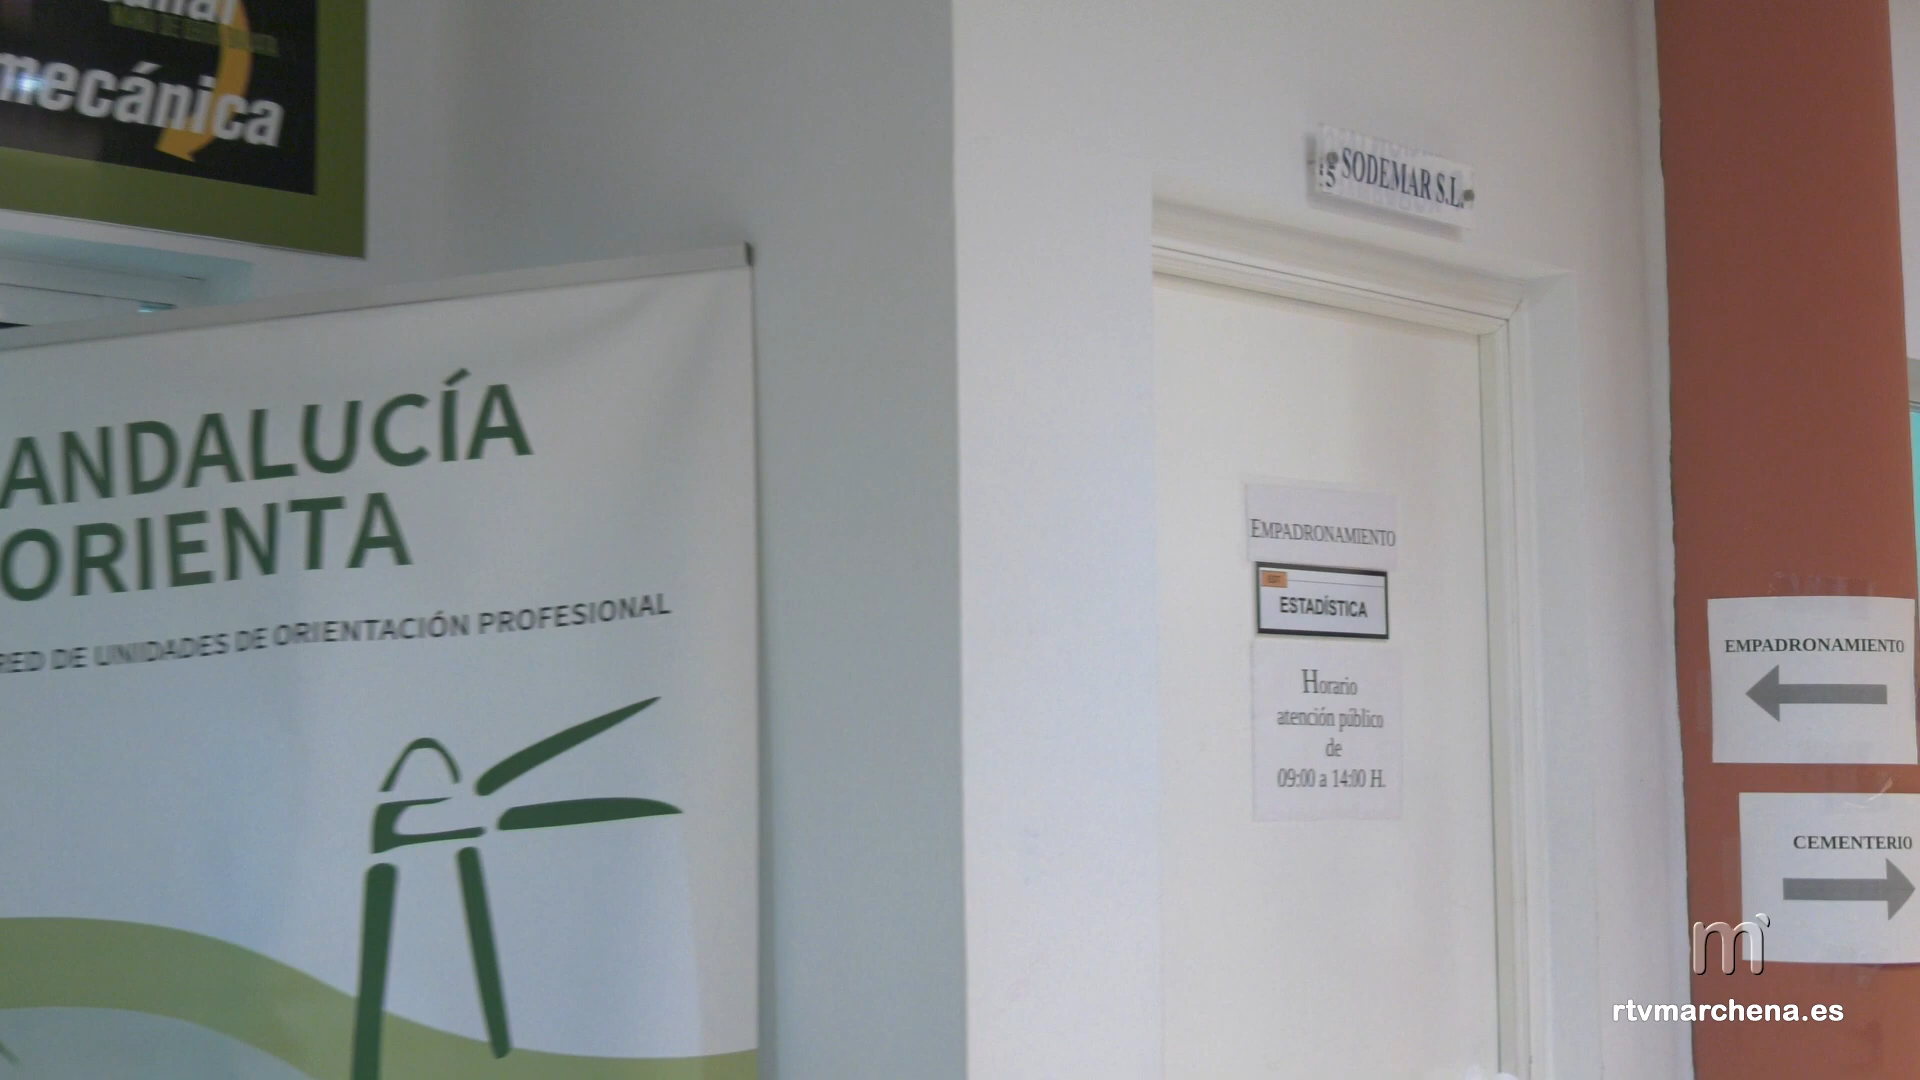 mecánica
ANDALUCÍA
ORIENTA
RED DE UNIDADES DE ORIENTACIÓN PROFESIONAL
SODEMAR S.L.
EMPADRONAMIENTO
ESTADÍSTICA
Horario
atención público
de
09:00 a 14:00 H.
EMPADRONAMIENTO
CEMENTERIO
m
rtvmarchena.es